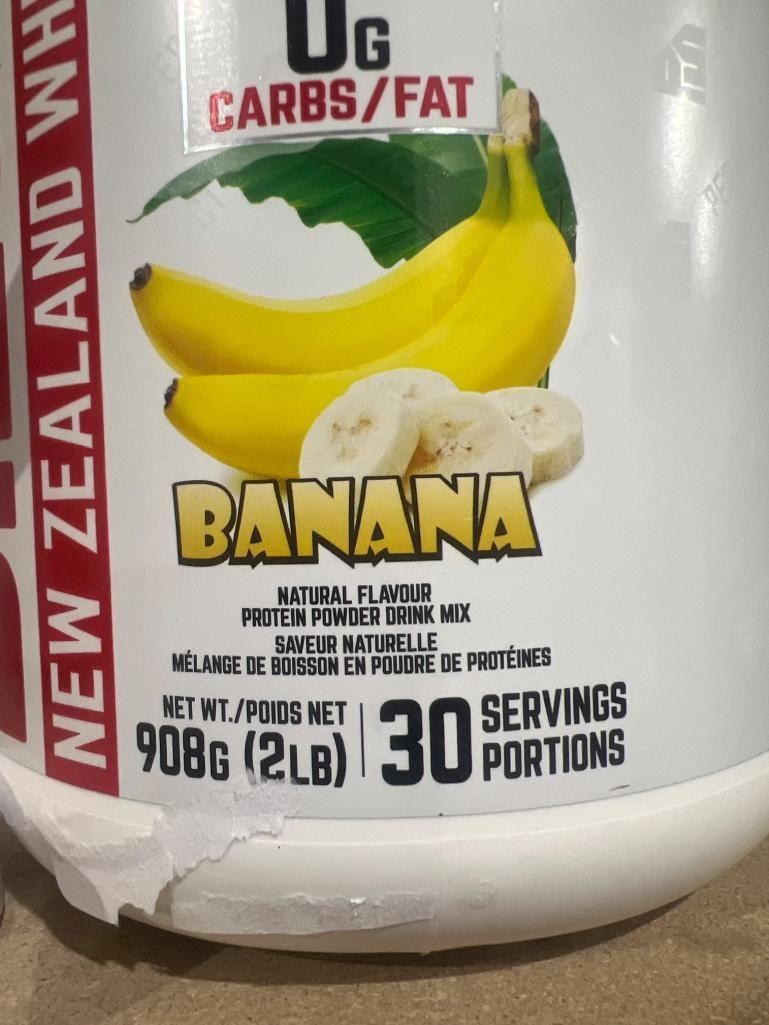 0G
CARBS/FAT
NEW ZEALAND
BANANA
NATURAL FLAVOUR
PROTEIN POWDER DRINK MIX
SAVEUR NATURELLE
MÉLANGE DE BOISSON EN POUDRE DE PROTÉINES
NET WT./POIDS NET
908G (2LB)
30 SERVINGS
PORTIONS